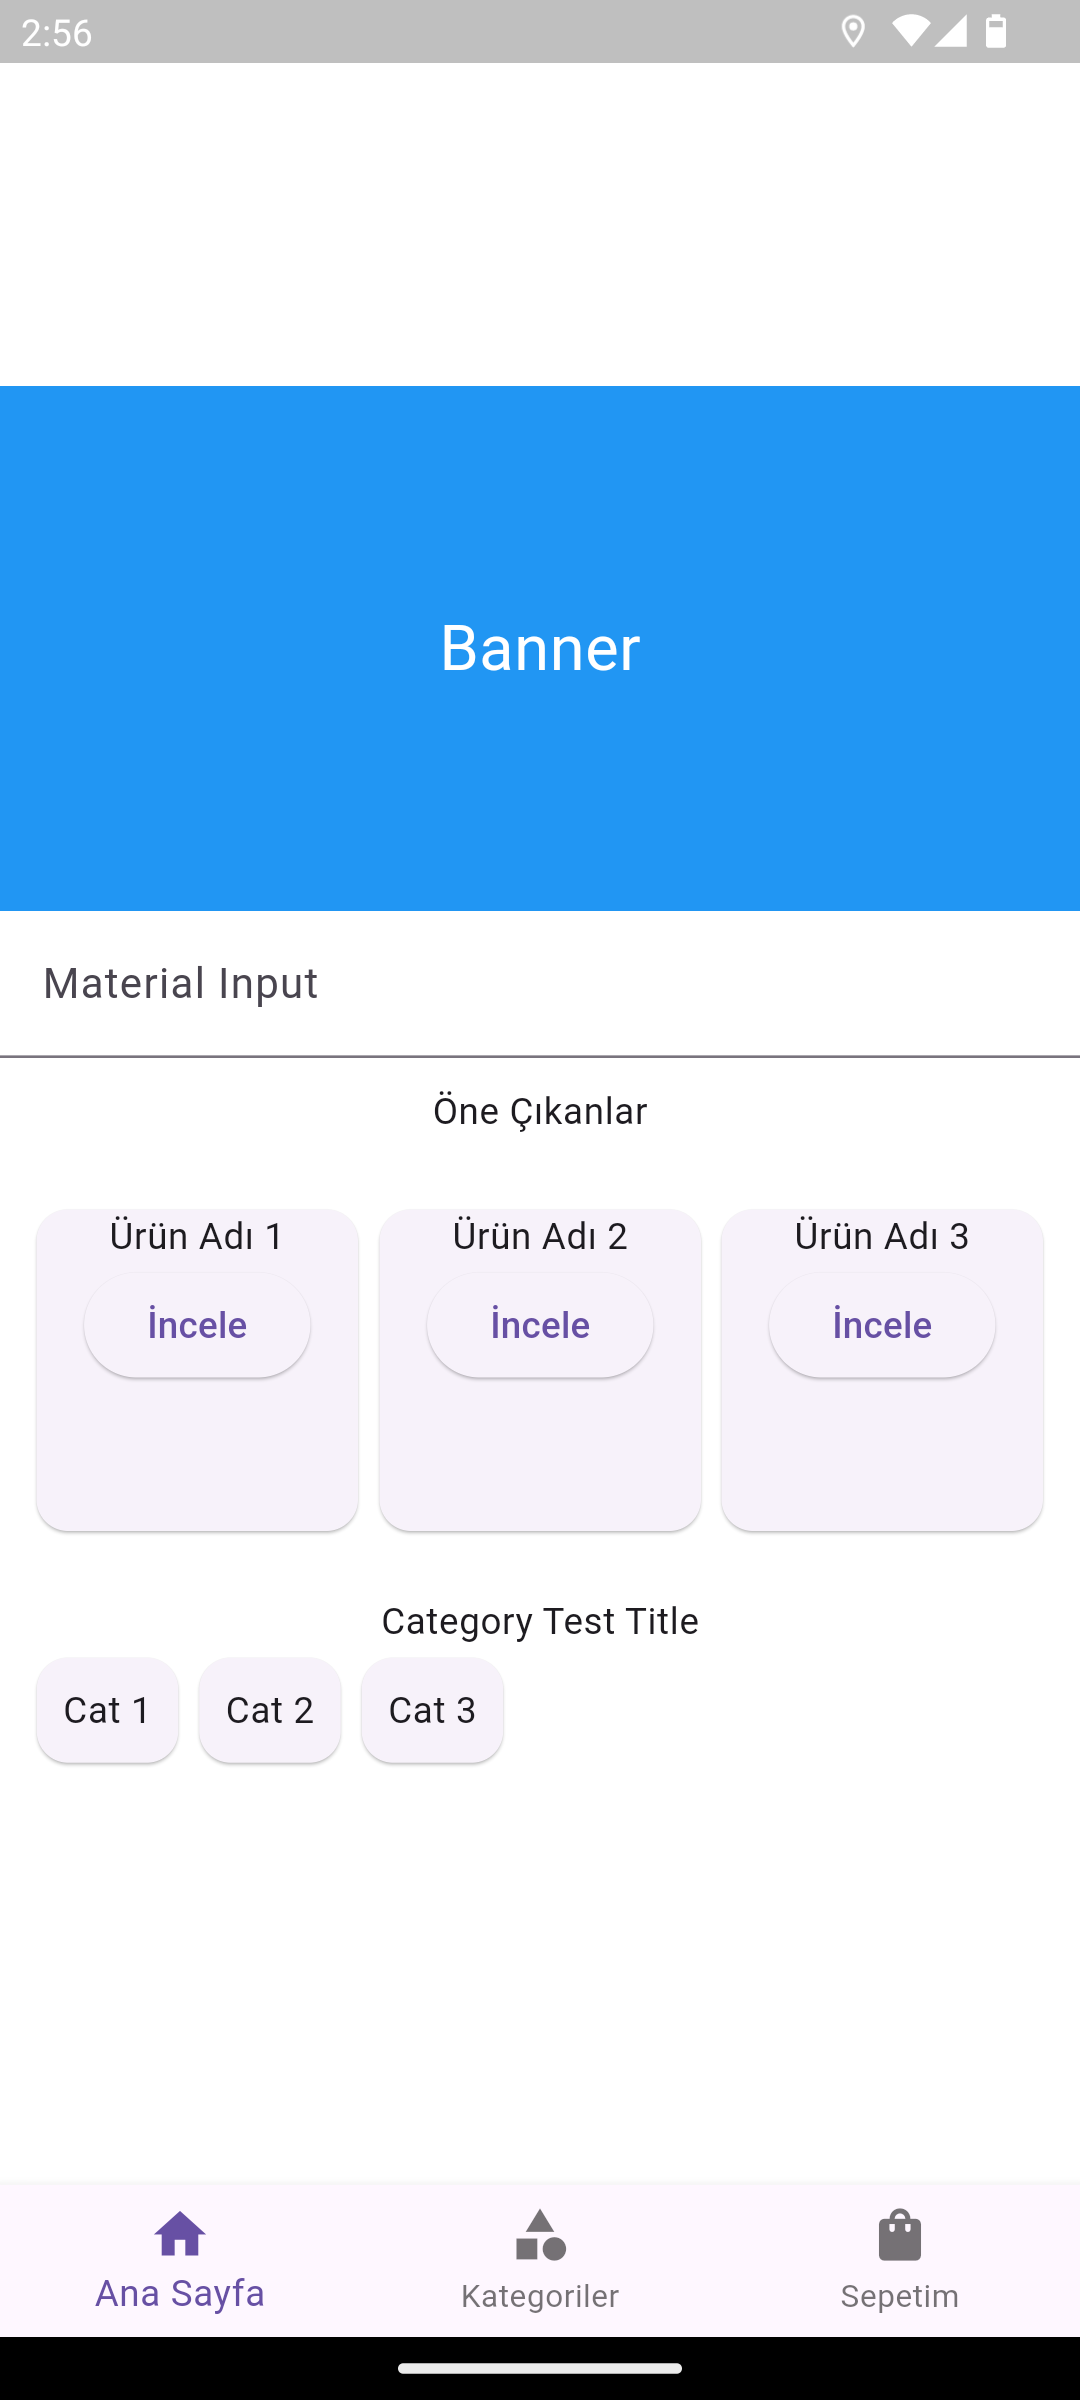 2:56
Banner
Material Input
Öne Çıkanlar
Ürün Adı 1
Ürün Adı 2
Ürün Adı 3
İncele
İncele
İncele
Category Test Title
Cat 1
Cat 2
Cat 3
Ana Sayfa
Kategoriler
Sepetim